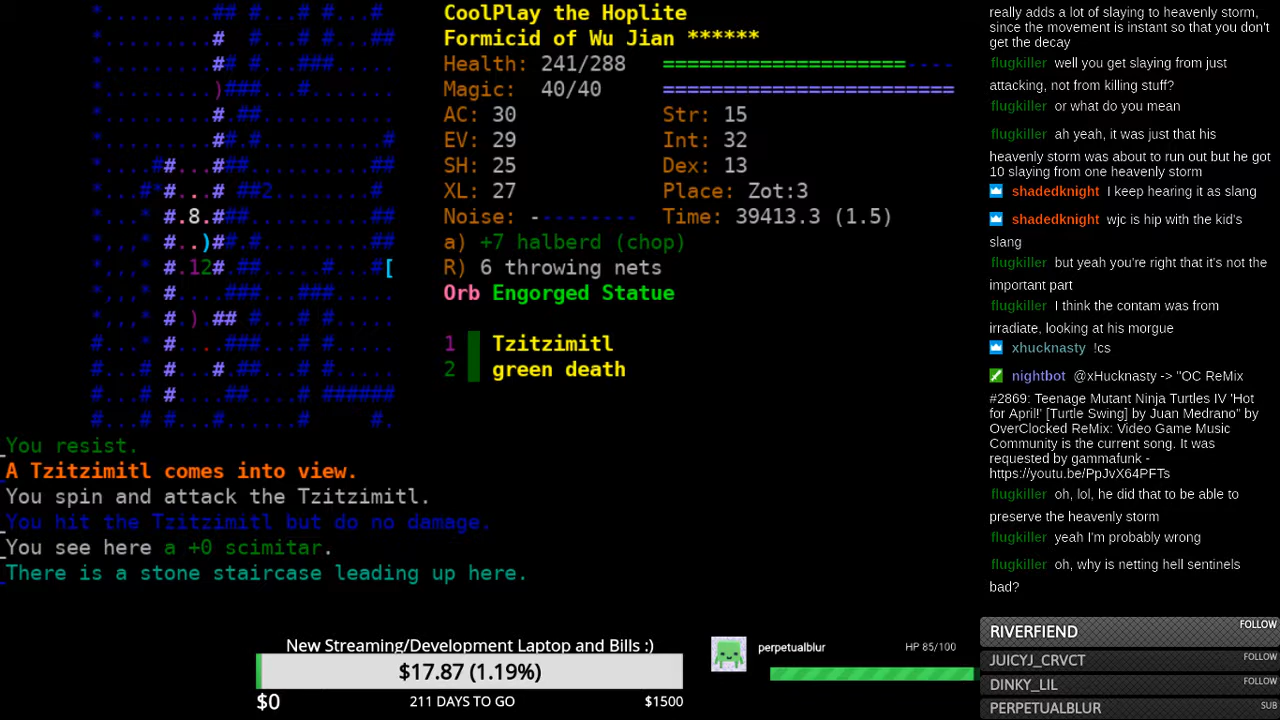 CoolPlay the Hoplite
Formicid of Wu Jian ******
Health: 241/288 ========================----
Magic: 40/40 ========================
AC: 30 Str: 15
EV: 29 Int: 32
SH: 25 Dex: 13
XL: 27 Place: Zot:3
Noise: --------- Time: 39413.3 (1.5)
a) +7 halberd (chop)
R) 6 throwing nets
Orb Engorged Statue
1 Tzitzimitl
2 green death
_You resist.
A Tzitzimitl comes into view.
You spin and attack the Tzitzimitl.
_You hit the Tzitzimitl but do no damage.
_You see here a +0 scimitar.
_There is a stone staircase leading up here.
really adds a lot of slaying to heavenly storm,
since the movement is instant so that you don't
get the decay
flugkiller well you get slaying from just
attacking, not from killing stuff?
flugkiller or what do you mean
flugkiller ah yeah, it was just that his
heavenly storm was about to run out but he got
10 slaying from one heavenly storm
shadedknight I keep hearing it as slang
shadedknight wjc is hip with the kid's
slang
flugkiller but yeah you're right that it's not the
important part
flugkiller I think the contam was from
irradiate, looking at his morgue
xhucknasty !cs
nightbot @xHucknasty -> "OC ReMix
#2869: Teenage Mutant Ninja Turtles IV 'Hot
for April!' [Turtle Swing] by Juan Medrano" by
OverClocked ReMix: Video Game Music
Community is the current song. It was
requested by gammafunk -
https://youtu.be/PpJvX64PFTs
flugkiller oh, lol, he did that to be able to
preserve the heavenly storm
flugkiller yeah I'm probably wrong
flugkiller oh, why is netting hell sentinels
bad?
New Streaming/Development Laptop and Bills :)
$17.87 (1.19%)
$0 211 DAYS TO GO $1500
perpetualblur HP 85/100
RIVERFIEND FOLLOW
JUICYJ_CRVCT FOLLOW
DINKY_LIL FOLLOW
PERPETUALBLUR SUB